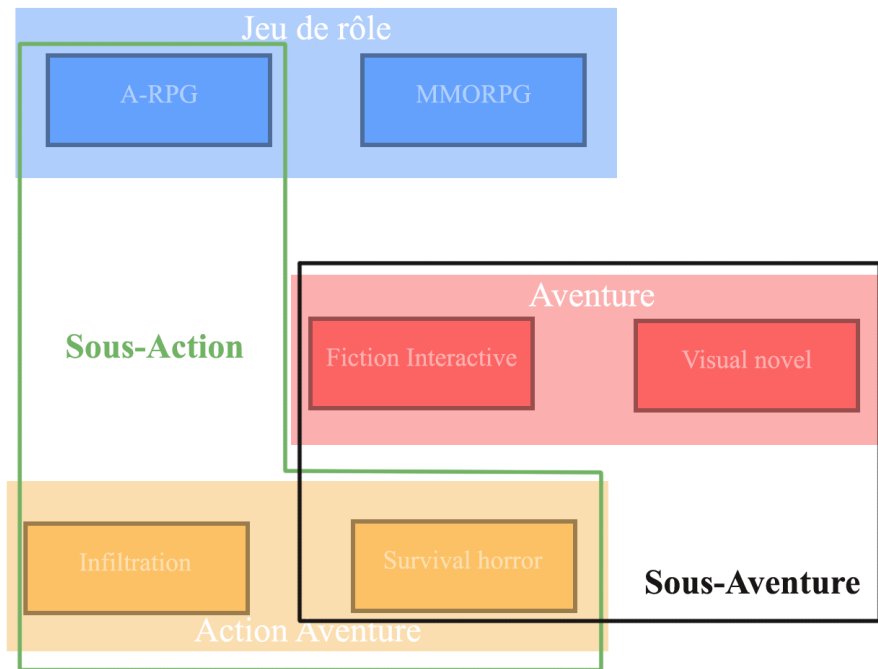 Jeu de rôle
A-RPG
MMORPG
Aventure
Sous-Action
Fiction Interactive
Visual novel
Infiltration
Survival horror
Sous-Aventure
Action Aventure